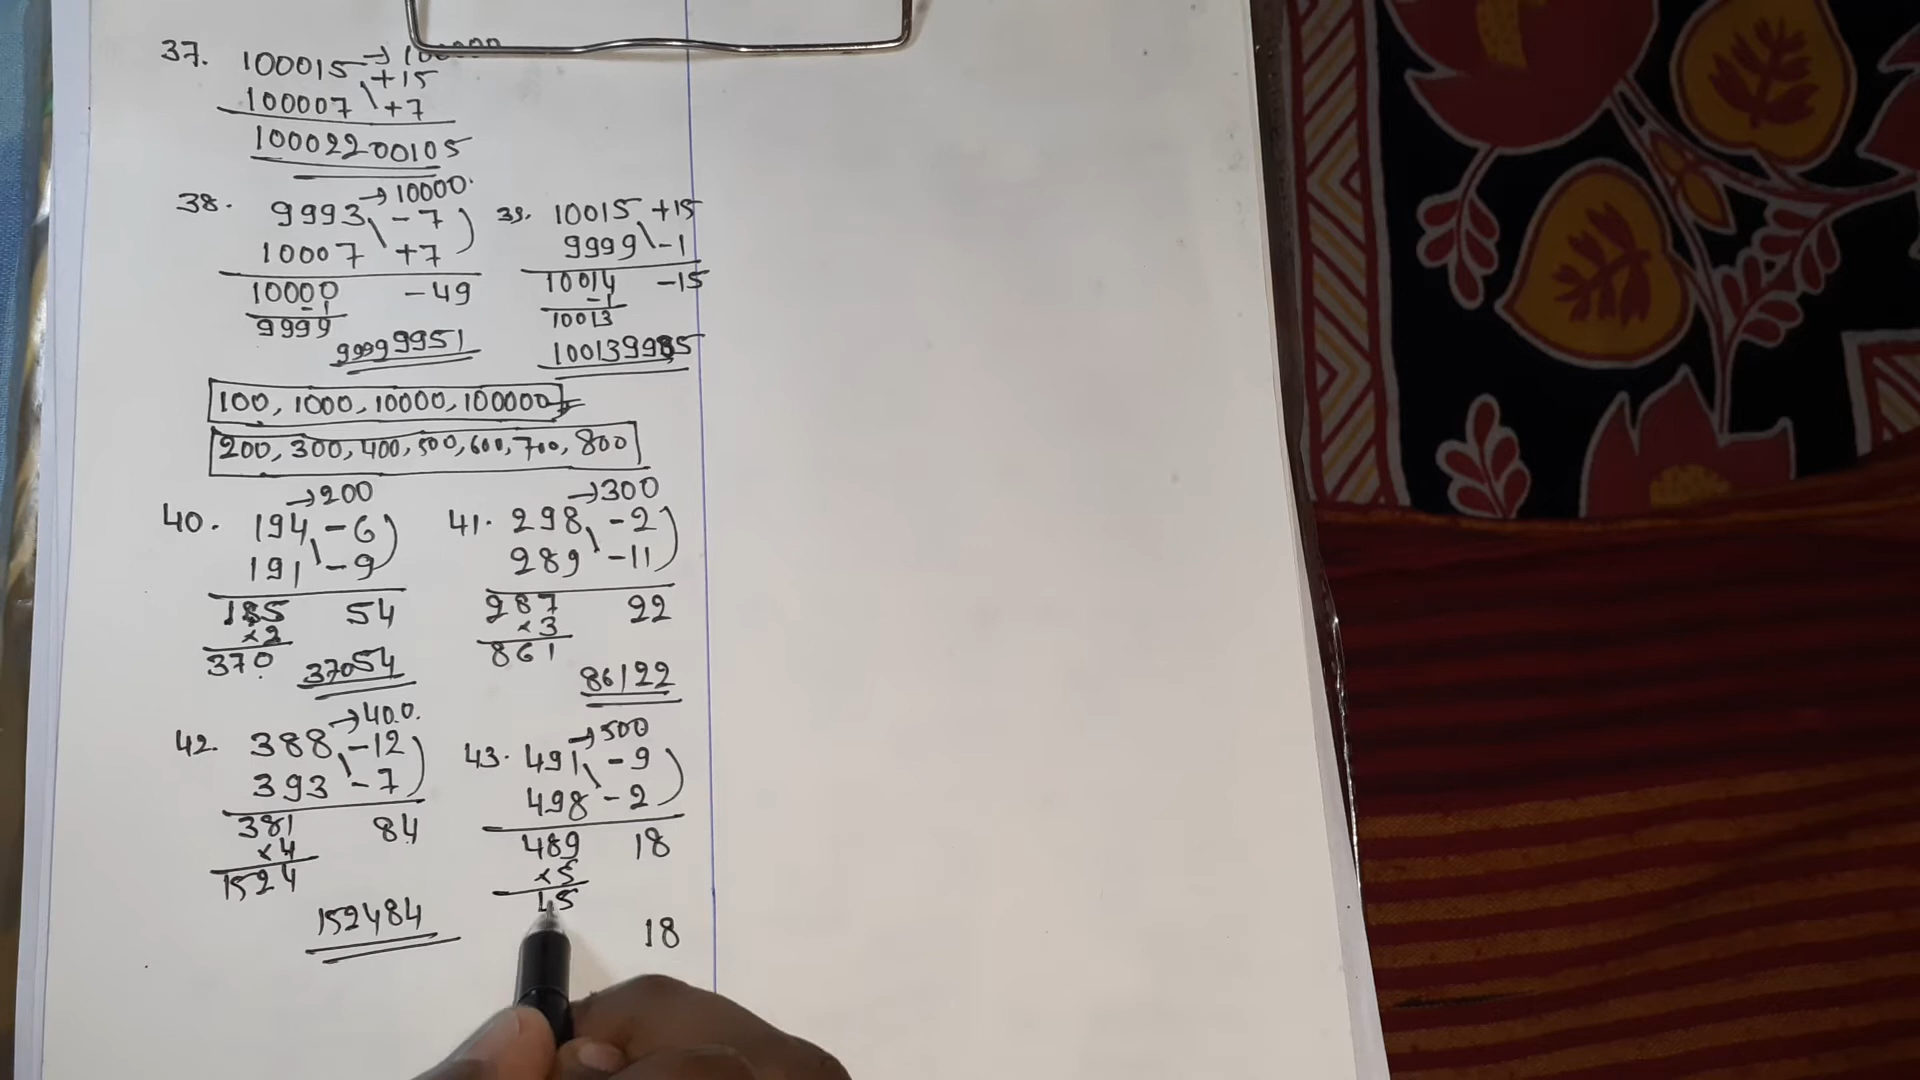 37. 100015 → 100000
+15
100007 \ +7
10002200105
38. 9993 → 10000.
- 7
10007 \ +7
10000 -49
-1
9999
99999951
39. 10015 +15
9999 \ -1
10014 -15
-1
10013
100139985
100, 1000, 10000, 100000
200, 300, 400, 500, 600, 700, 800
→200
40. 194 -6
191 \ -9
185 54
×2
370
37054
→300
41. 298 -2
289 \ -11
287 22
×3
861
86122
→400.
42. 388 -12
393 \ -7
381 84
×4
1524
152484
→500
43. 491 -9
498 \ -2
489 18
×5
45
18